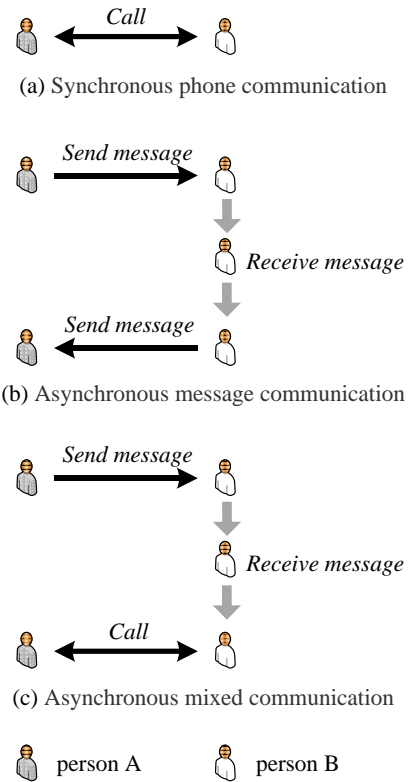 Call
(a) Synchronous phone communication
Send message
Receive message
Send message
(b) Asynchronous message communication
Send message
Receive message
Call
(c) Asynchronous mixed communication
person A person B